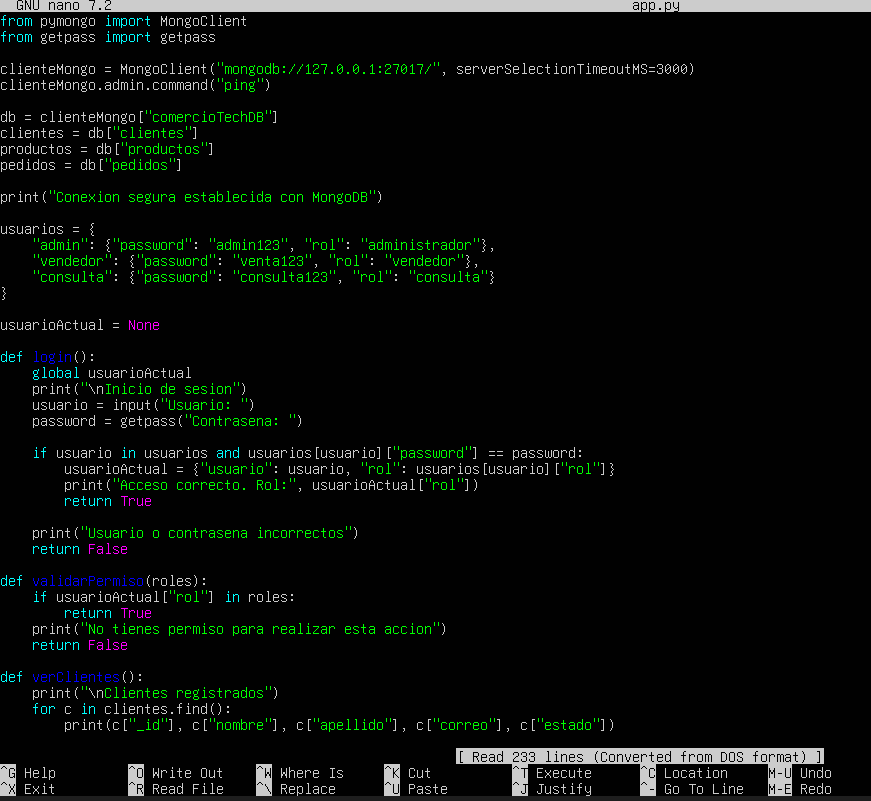 GNU nano 7.2 app.py
from pymongo import MongoClient
from getpass import getpass
clienteMongo = MongoClient("mongodb://127.0.0.1:27017/", serverSelectionTimeoutMS=3000)
clienteMongo.admin.command("ping")
db = clienteMongo["comercioTechDB"]
clientes = db["clientes"]
productos = db["productos"]
pedidos = db["pedidos"]
print("Conexion segura establecida con MongoDB")
usuarios = {
    "admin": {"password": "admin123", "rol": "administrador"},
    "vendedor": {"password": "venta123", "rol": "vendedor"},
    "consulta": {"password": "consulta123", "rol": "consulta"}
}
usuarioActual = None
def login():
    global usuarioActual
    print("\nInicio de sesion")
    usuario = input("Usuario: ")
    password = getpass("Contrasena: ")
    if usuario in usuarios and usuarios[usuario]["password"] == password:
        usuarioActual = {"usuario": usuario, "rol": usuarios[usuario]["rol"]}
        print("Acceso correcto. Rol:", usuarioActual["rol"])
        return True
    print("Usuario o contrasena incorrectos")
    return False
def validarPermiso(roles):
    if usuarioActual["rol"] in roles:
        return True
    print("No tienes permiso para realizar esta accion")
    return False
def verClientes():
    print("\nClientes registrados")
    for c in clientes.find():
        print(c["_id"], c["nombre"], c["apellido"], c["correo"], c["estado"])
[ Read 233 lines (Converted from DOS format) ]
^G Help ^O Write Out ^W Where Is ^K Cut ^T Execute ^C Location M-U Undo
^X Exit ^R Read File ^\ Replace ^U Paste ^J Justify ^- Go To Line M-E Redo